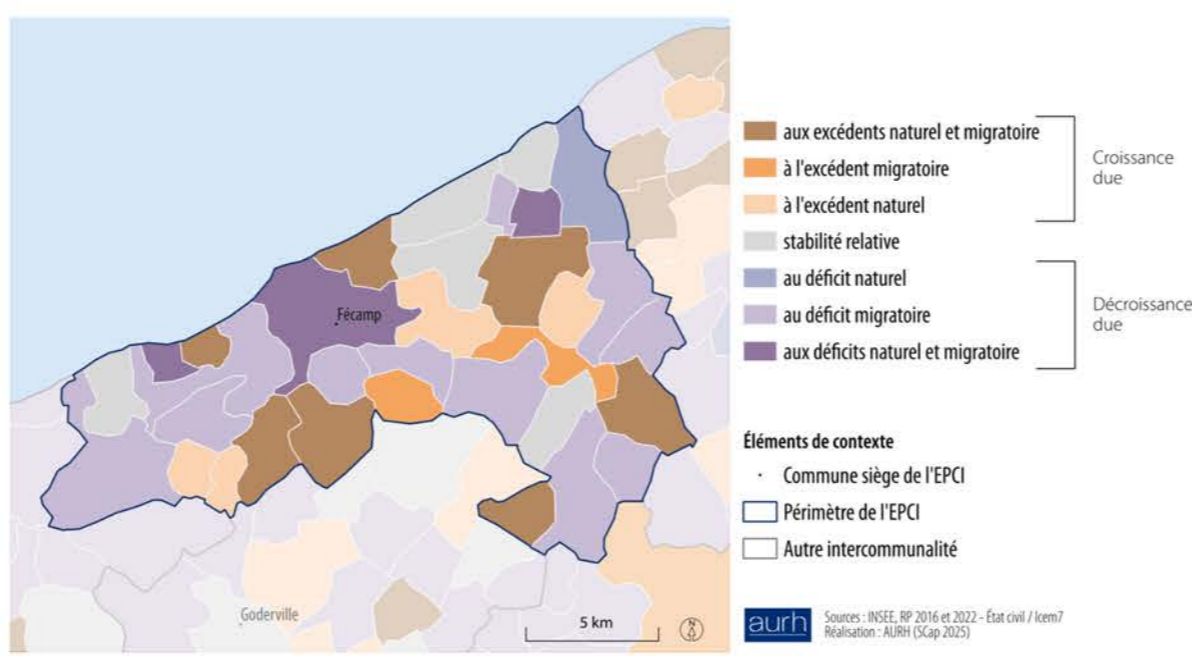 Fécamp
Goderville
5 km
N
aux excédents naturel et migratoire
à l'excédent migratoire
à l'excédent naturel
Croissance
due
stabilité relative
au déficit naturel
au déficit migratoire
aux déficits naturel et migratoire
Décroissance
due
Éléments de contexte
Commune siège de l'EPCI
Périmètre de l'EPCI
Autre intercommunalité
aurh
Sources : INSEE, RP 2016 et 2022 - État civil / Icem7
Réalisation : AURH (SCap 2025)